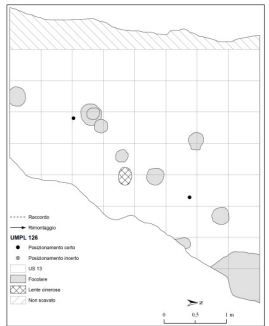 Raccordo
Rimontaggio
UMPL 126
Posizionamento certo
Posizionamento incerto
US 13
Focolare
Lente cinerosa
Non scavato
z
0 0,5 1 m